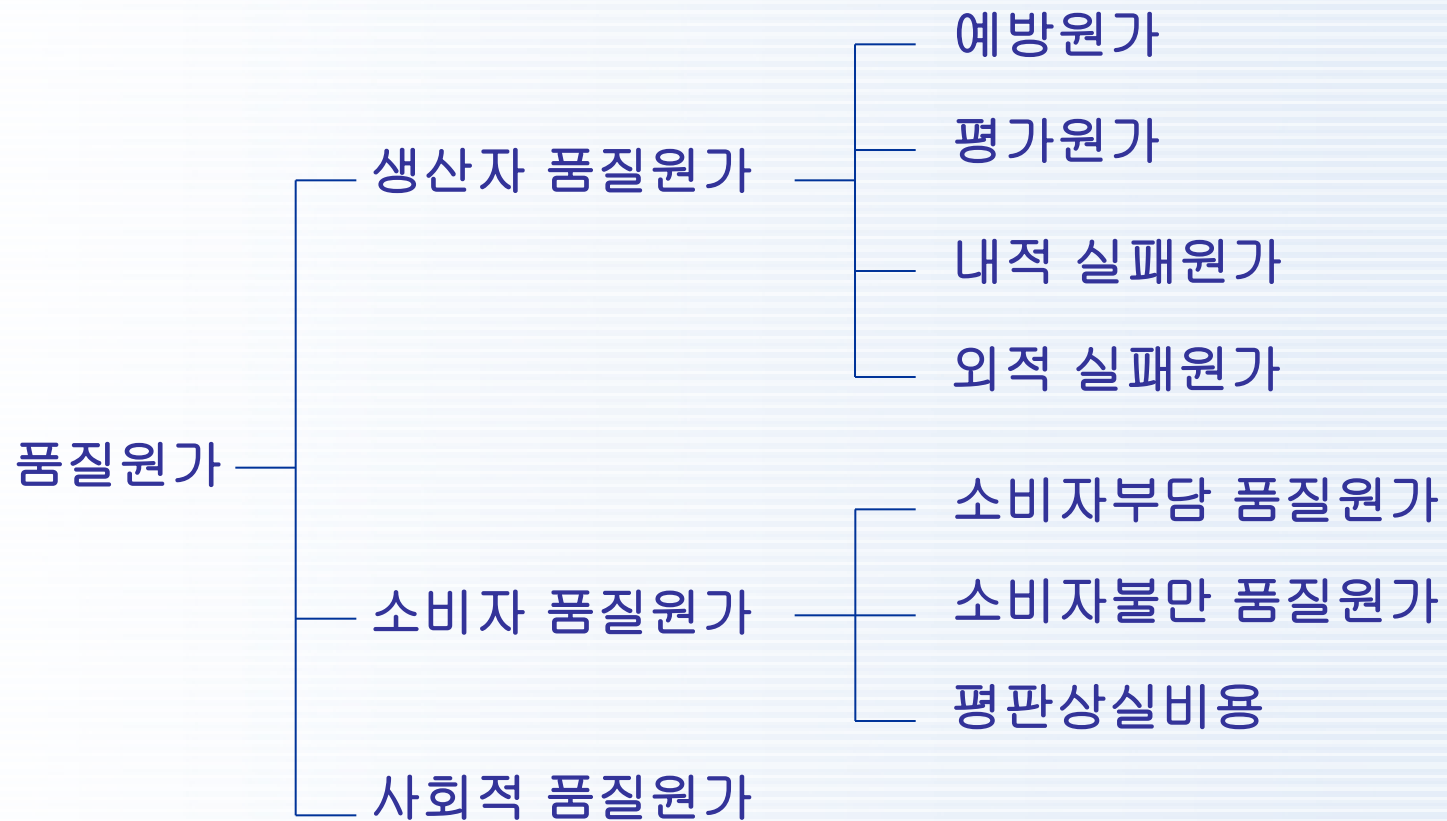 예방원가
평가원가
생산자 품질원가
내적 실패원가
외적 실패원가
품질원가
소비자부담 품질원가
소비자 품질원가
소비자불만 품질원가
평판상실비용
사회적 품질원가